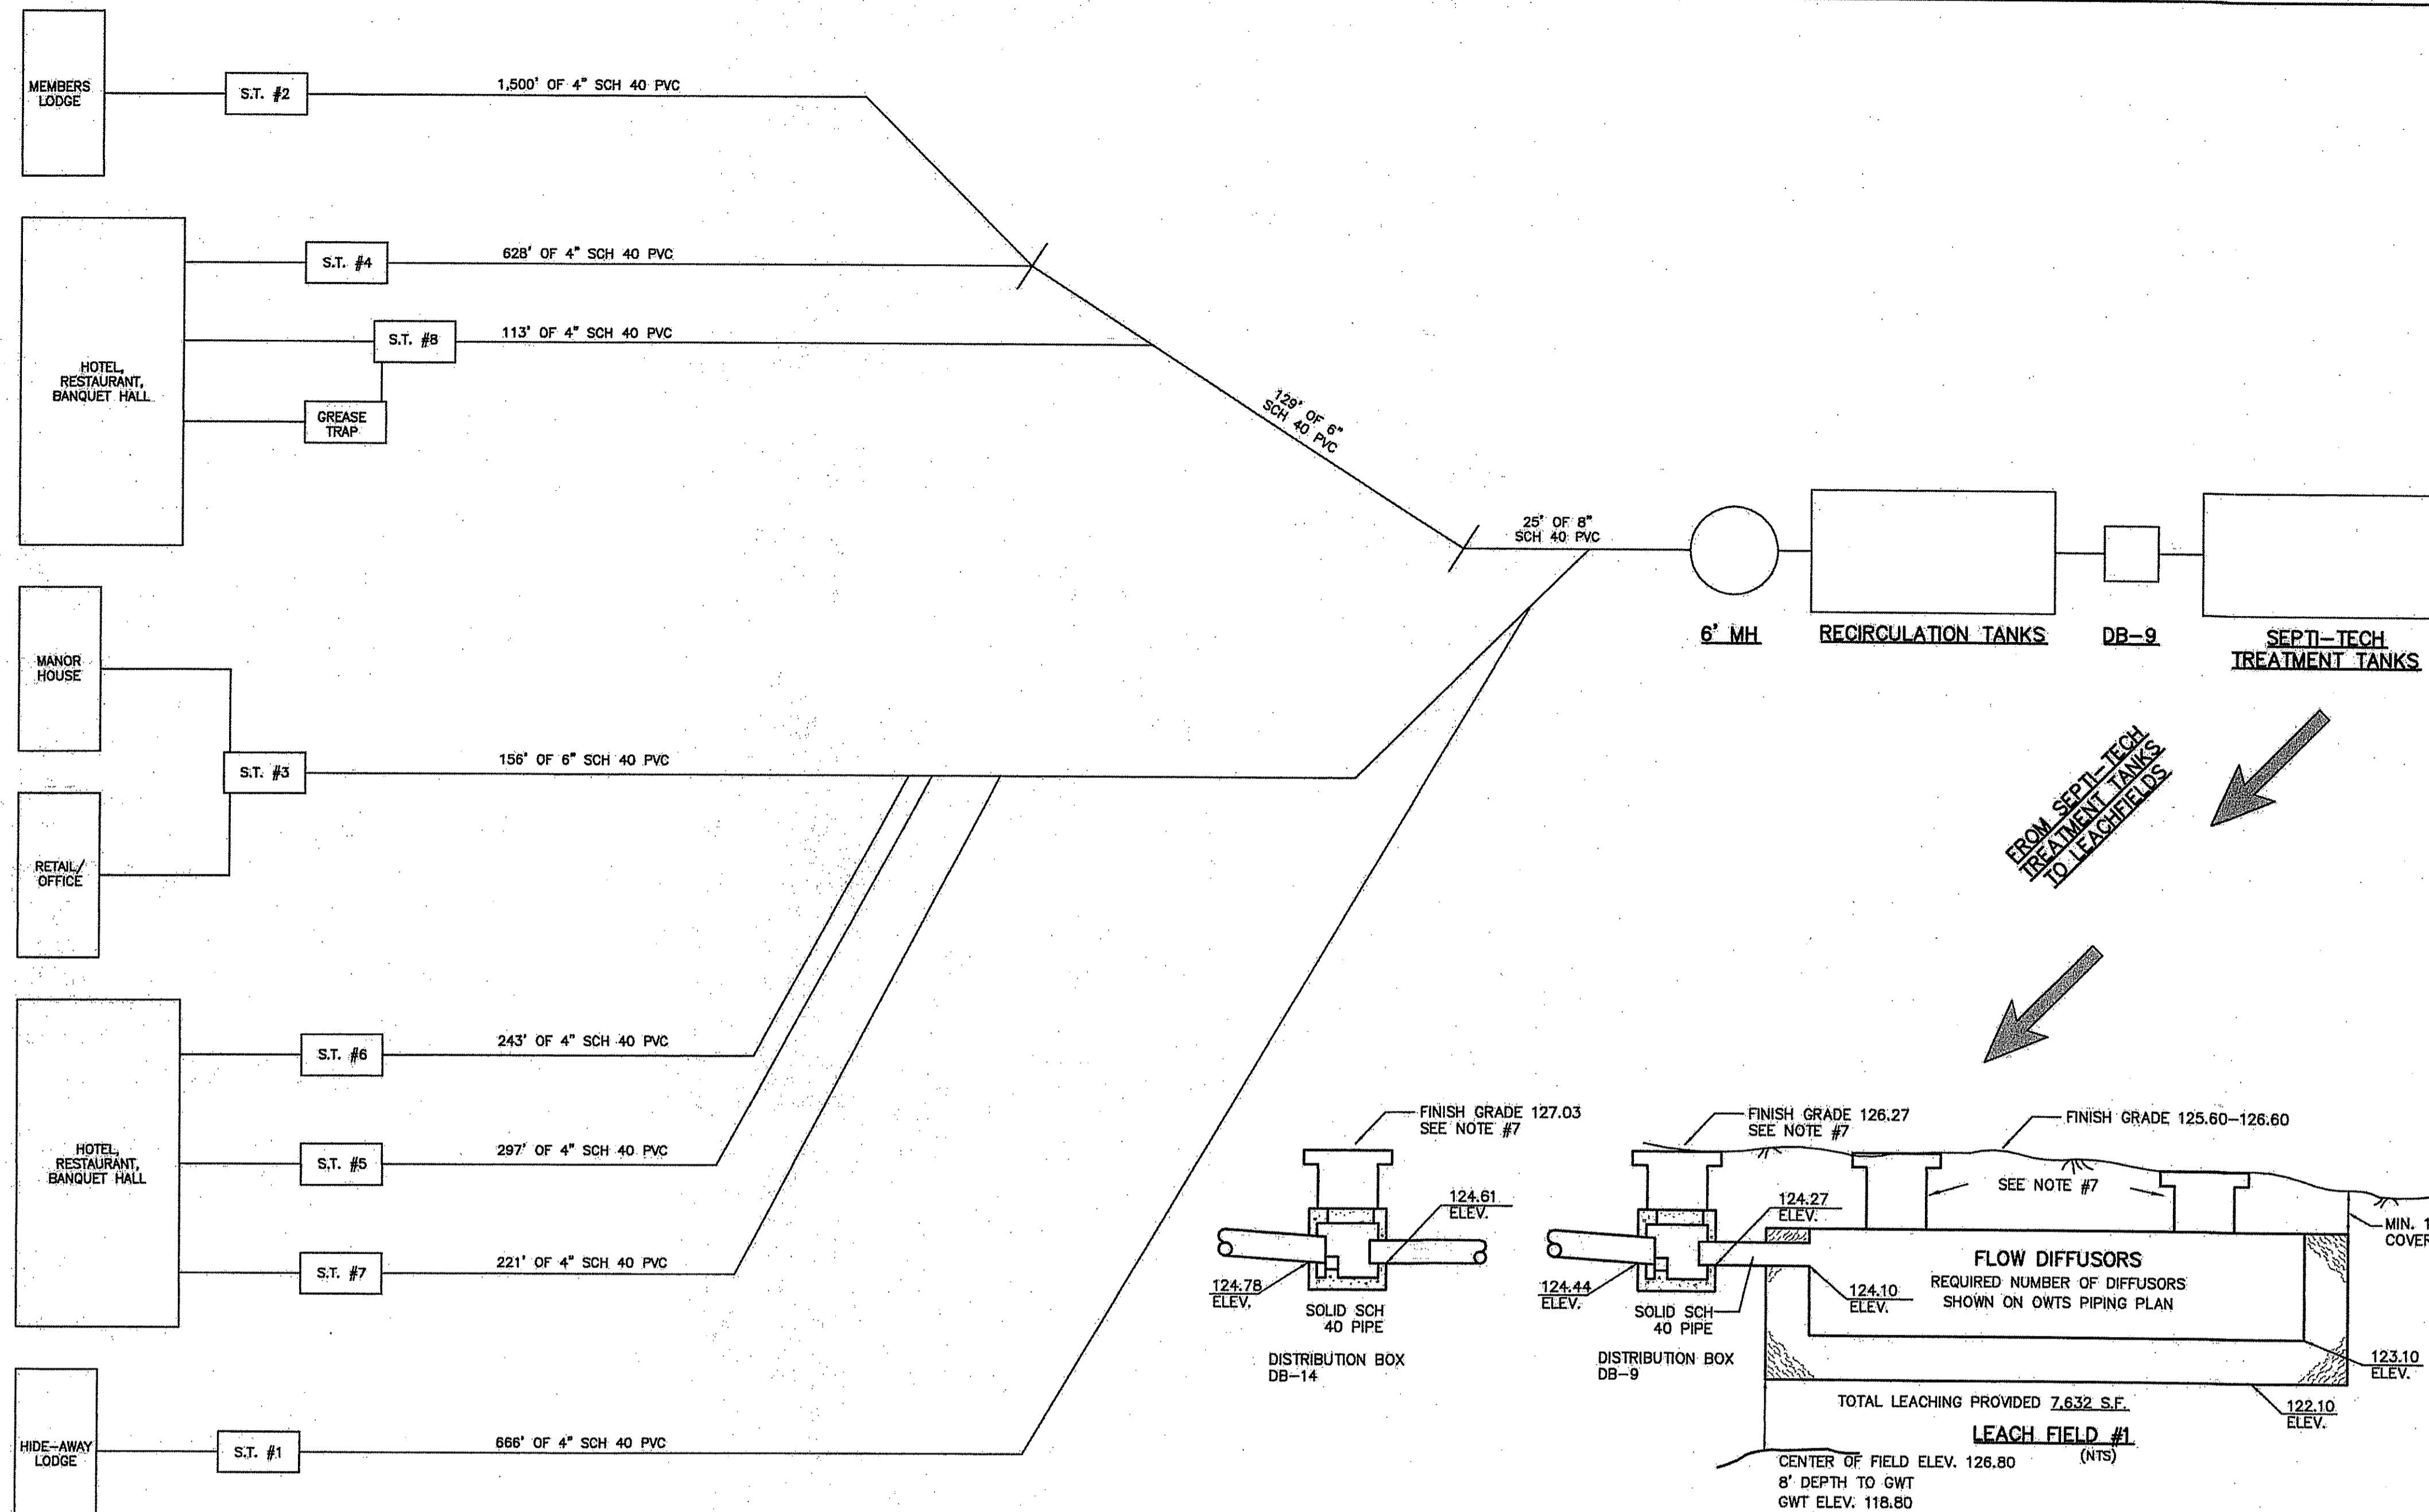 MEMBERS
LODGE
S.T. #2
1,500' OF 4" SCH 40 PVC
HOTEL,
RESTAURANT,
BANQUET HALL
S.T. #4
628' OF 4" SCH 40 PVC
S.T. #8
113' OF 4" SCH 40 PVC
GREASE
TRAP
129' OF 6"
SCH 40 PVC
25' OF 8"
SCH 40 PVC
6' MH
RECIRCULATION TANKS
DB-9
SEPTI-TECH
TREATMENT TANKS
MANOR
HOUSE
S.T. #3
156' OF 6" SCH 40 PVC
RETAIL/
OFFICE
FROM SEPTI-TECH
TREATMENT TANKS
TO LEACHFIELDS
HOTEL,
RESTAURANT,
BANQUET HALL
S.T. #6
243' OF 4" SCH 40 PVC
S.T. #5
297' OF 4" SCH 40 PVC
S.T. #7
221' OF 4" SCH 40 PVC
HIDE-AWAY
LODGE
S.T. #1
666' OF 4" SCH 40 PVC
FINISH GRADE 127.03
SEE NOTE #7
124.61
ELEV.
124.78
ELEV.
SOLID SCH
40 PIPE
DISTRIBUTION BOX
DB-14
FINISH GRADE 126.27
SEE NOTE #7
124.27
ELEV.
124.44
ELEV.
SOLID SCH
40 PIPE
DISTRIBUTION BOX
DB-9
FINISH GRADE 125.60-126.60
SEE NOTE #7
MIN. 1
COVER
FLOW DIFFUSORS
REQUIRED NUMBER OF DIFFUSORS
SHOWN ON OWTS PIPING PLAN
124.10
ELEV.
123.10
ELEV.
122.10
ELEV.
TOTAL LEACHING PROVIDED 7,632 S.F.
LEACH FIELD #1
(NTS)
CENTER OF FIELD ELEV. 126.80
8' DEPTH TO GWT
GWT ELEV. 118.80